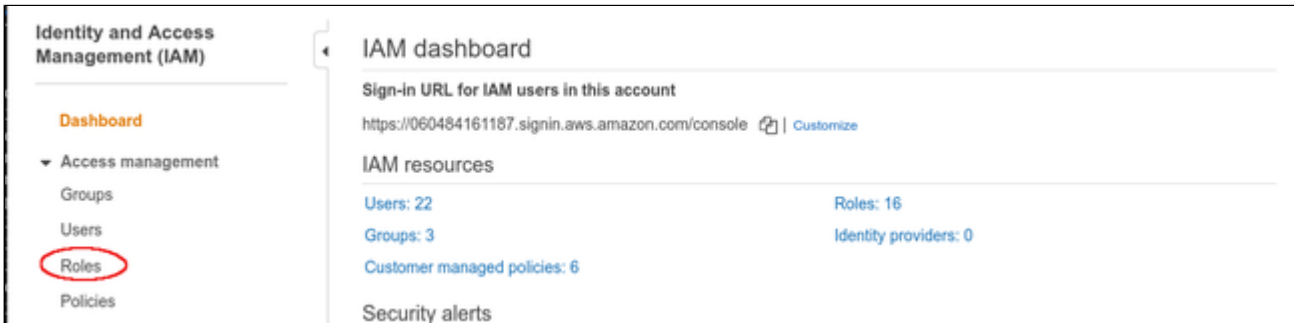 Identity and Access
Management (IAM)
Dashboard
Access management
Groups
Users
Roles
Policies
IAM dashboard
Sign-in URL for IAM users in this account
https://060484161187.signin.aws.amazon.com/console | Customize
IAM resources
Users: 22 Roles: 16
Groups: 3 Identity providers: 0
Customer managed policies: 6
Security alerts